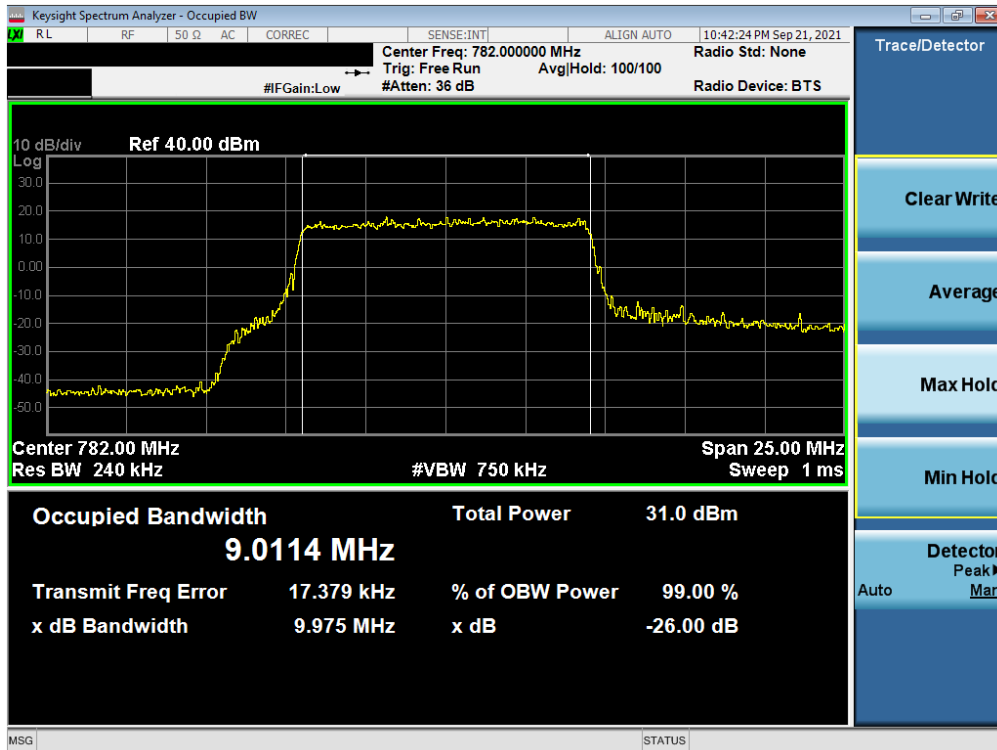 Keysight Spectrum Analyzer - Occupied BW
LXI RL RF 50 Ω AC CORREC SENSE:INT ALIGN AUTO 10:42:24 PM Sep 21, 2021
Center Freq: 782.000000 MHz Radio Std: None
Trig: Free Run Avg|Hold: 100/100
#IFGain:Low #Atten: 36 dB Radio Device: BTS
Trace/Detector
10 dB/div Ref 40.00 dBm
Log
30.0
20.0
10.0
0.00
-10.0
-20.0
-30.0
-40.0
-50.0
Center 782.00 MHz Span 25.00 MHz
Res BW 240 kHz #VBW 750 kHz Sweep 1 ms
Occupied Bandwidth Total Power 31.0 dBm
9.0114 MHz
Transmit Freq Error 17.379 kHz % of OBW Power 99.00 %
x dB Bandwidth 9.975 MHz x dB -26.00 dB
Clear Write
Average
Max Hold
Min Hold
Detector
Peak
Auto Man
MSG STATUS